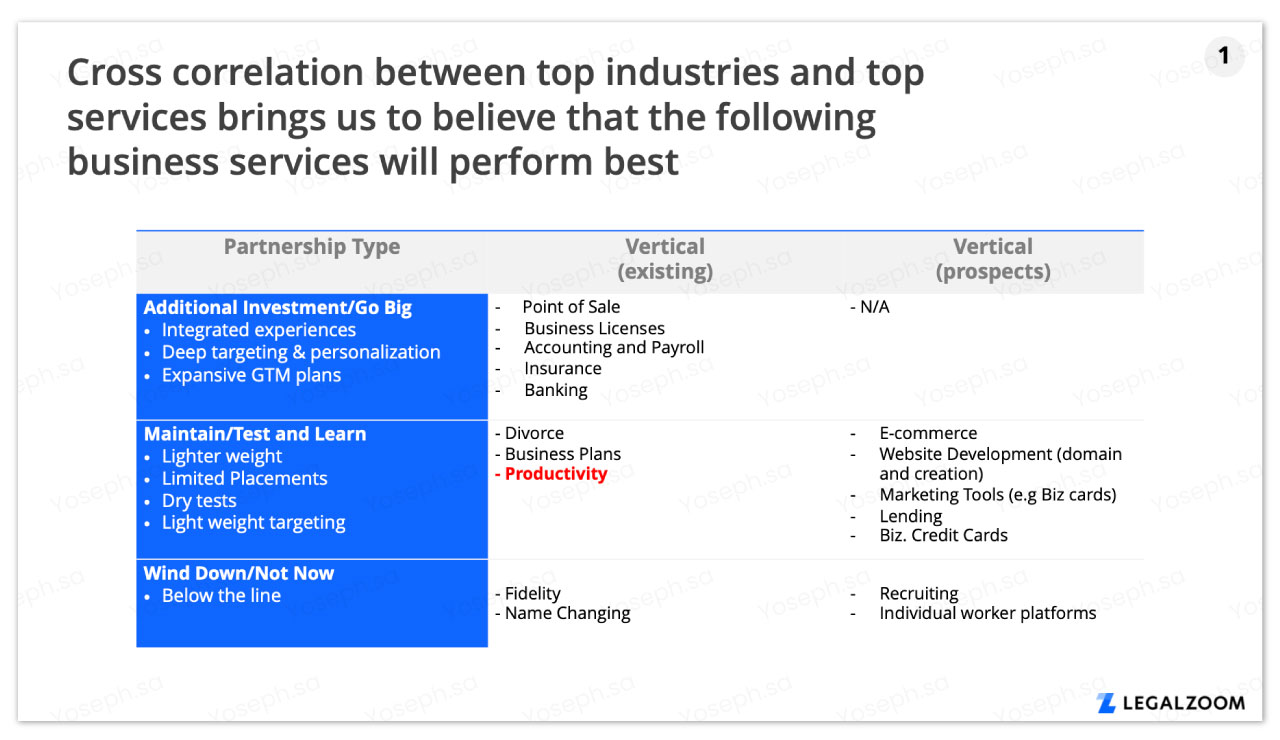 1
Cross correlation between top industries and top
services brings us to believe that the following
business services will perform best
Partnership Type
Vertical
(existing)
Vertical
(prospects)
Additional Investment/Go Big
• Integrated experiences
• Deep targeting & personalization
• Expansive GTM plans
- Point of Sale
- Business Licenses
- Accounting and Payroll
- Insurance
- Banking
- N/A
Maintain/Test and Learn
• Lighter weight
• Limited Placements
• Dry tests
• Light weight targeting
- Divorce
- Business Plans
- Productivity
- E-commerce
- Website Development (domain
and creation)
- Marketing Tools (e.g Biz cards)
- Lending
- Biz. Credit Cards
Wind Down/Not Now
• Below the line
- Fidelity
- Name Changing
- Recruiting
- Individual worker platforms
LEGALZOOM
Yoseph.sa